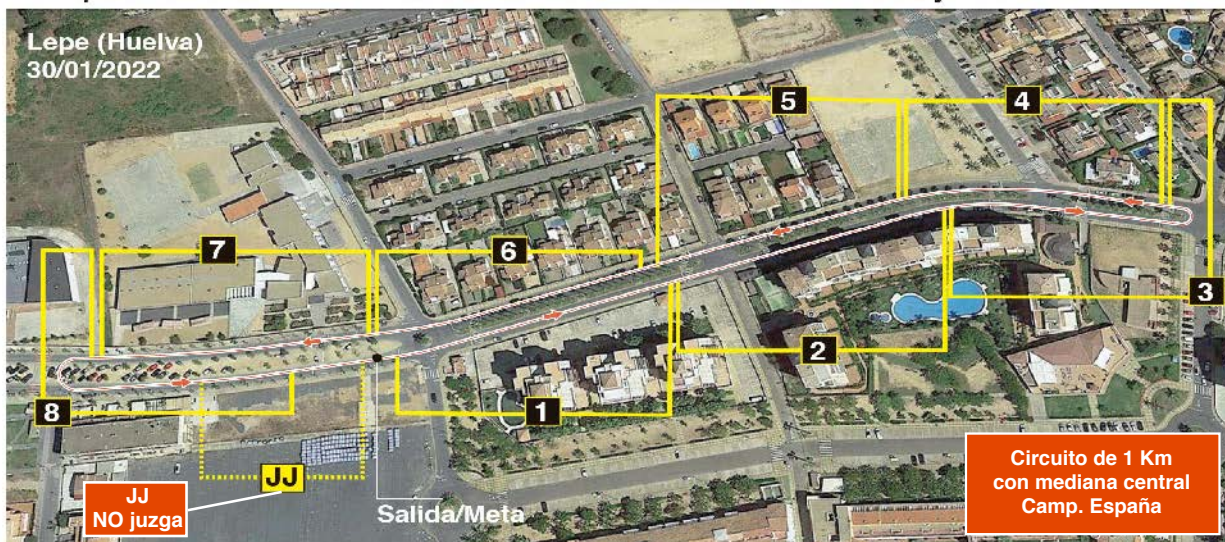 Lepe (Huelva)
30/01/2022
5
4
7
6
3
2
8
1
JJ
JJ
NO juzga
Salida/Meta
Circuito de 1 Km
con mediana central
Camp. España